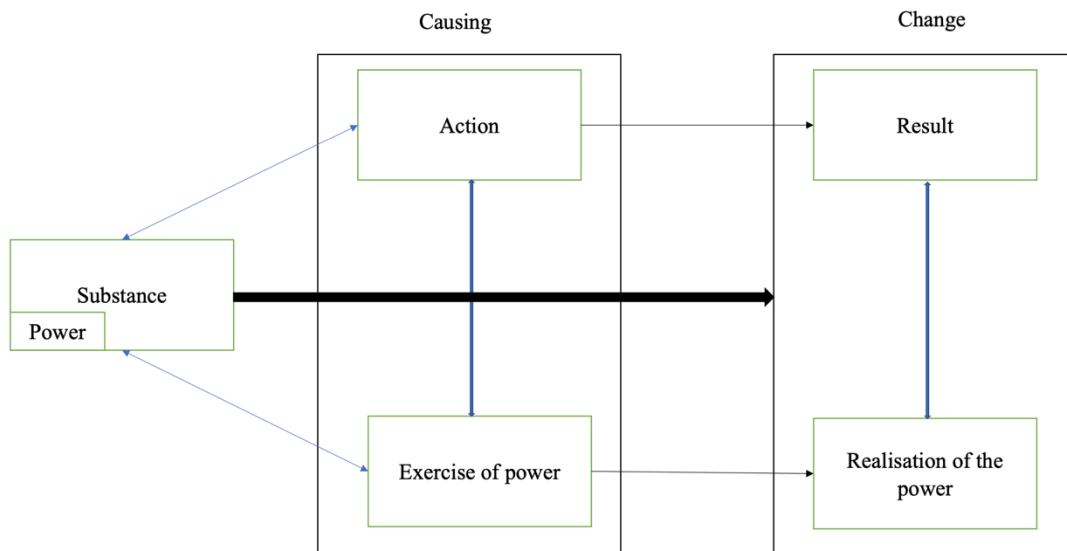 Causing
Change
Action
Result
Substance
Power
Exercise of power
Realisation of the
power